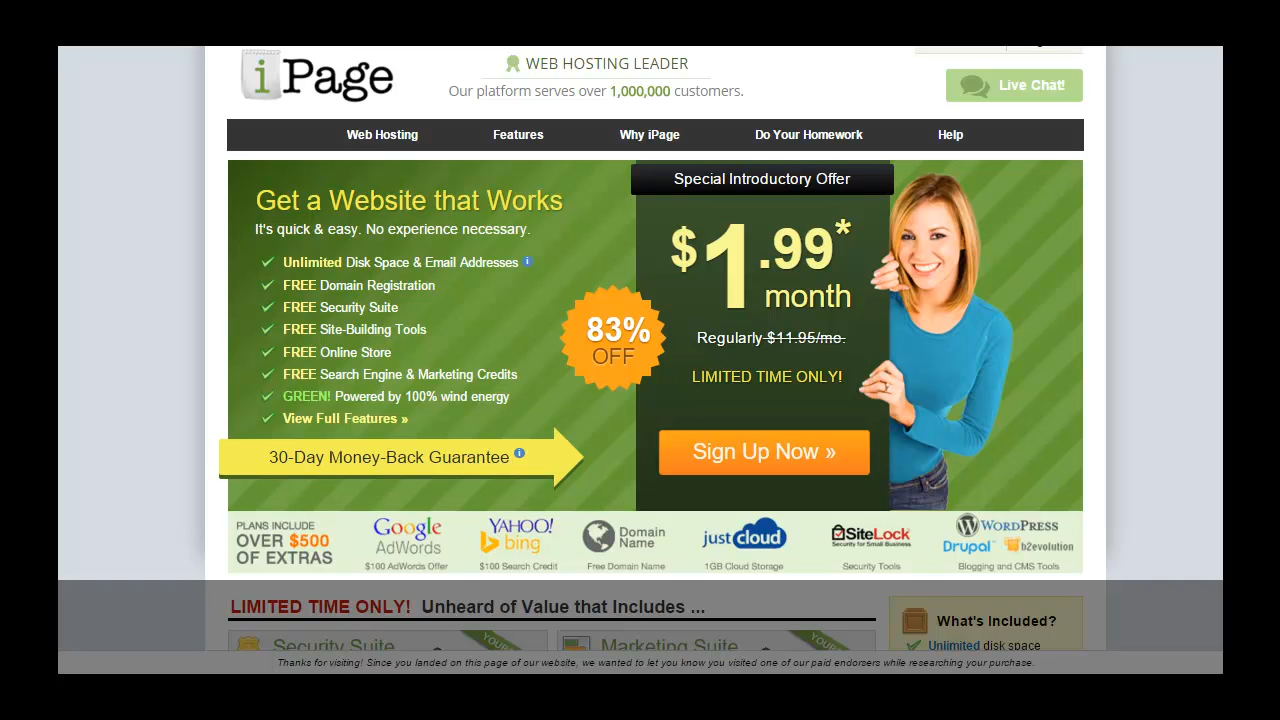 iPage
WEB HOSTING LEADER
Our platform serves over 1,000,000 customers.
Live Chat!
Web Hosting Features Why iPage Do Your Homework Help
Get a Website that Works
It's quick & easy. No experience necessary.
Unlimited Disk Space & Email Addresses i
FREE Domain Registration
FREE Security Suite
FREE Site-Building Tools
FREE Online Store
FREE Search Engine & Marketing Credits
GREEN! Powered by 100% wind energy
View Full Features »
30-Day Money-Back Guarantee i
83%
OFF
Special Introductory Offer
$1.99*
month
Regularly $11.95/mo.
LIMITED TIME ONLY!
Sign Up Now »
PLANS INCLUDE
OVER $500
OF EXTRAS
Google
AdWords
$100 AdWords Offer
YAHOO!
bing
$100 Search Credit
Domain
Name
Free Domain Name
justcloud
1GB Cloud Storage
SiteLock
Security for Small Business
Security Tools
WORDPRESS
Drupal b2evolution
Blogging and CMS Tools
LIMITED TIME ONLY! Unheard of Value that Includes ...
Security Suite
Marketing Suite
What's Included?
Unlimited disk space
Thanks for visiting! Since you landed on this page of our website, we wanted to let you know you visited one of our paid endorsers while researching your purchase.